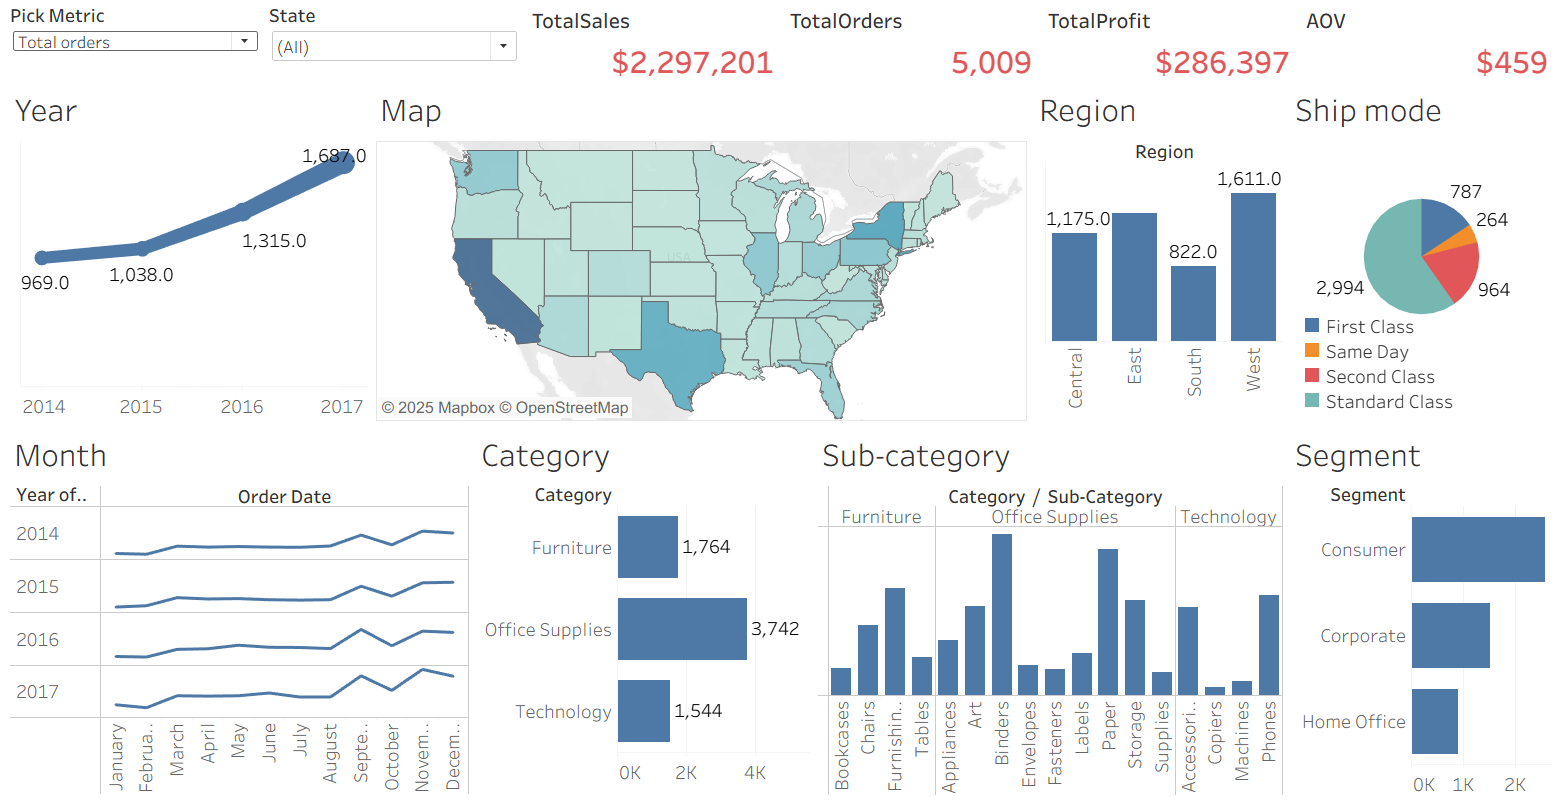 Pick Metric
Total orders
State
(All)
TotalSales
$2,297,201
TotalOrders
5,009
TotalProfit
$286,397
AOV
$459
Year
1,687.0
1,315.0
1,038.0
969.0
2014 2015 2016 2017
Map
USA
© 2025 Mapbox © OpenStreetMap
Region
Region
1,175.0
822.0
1,611.0
Central
East
South
West
Ship mode
787
264
964
2,994
First Class
Same Day
Second Class
Standard Class
Month
Year of..
Order Date
2014
2015
2016
2017
January
Februa..
March
April
May
June
July
August
Septe..
October
Novem..
Decem..
Category
Category
Furniture
1,764
Office Supplies
3,742
Technology
1,544
0K 2K 4K
Sub-category
Category / Sub-Category
Furniture
Office Supplies
Technology
Bookcases
Chairs
Furnishin..
Tables
Appliances
Art
Binders
Envelopes
Fasteners
Labels
Paper
Storage
Supplies
Accessori..
Copiers
Machines
Phones
Segment
Segment
Consumer
Corporate
Home Office
0K 1K 2K